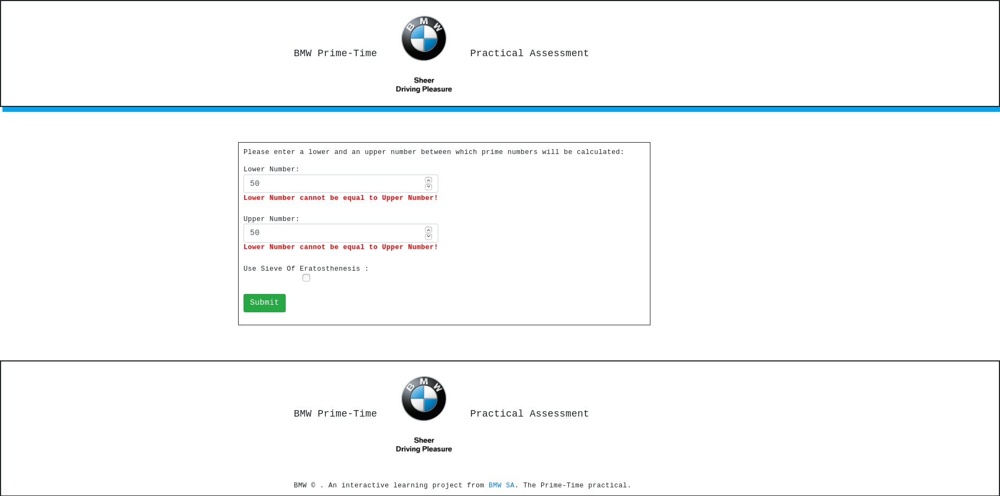 BMW
BMW Prime-Time
Practical Assessment
Sheer
Driving Pleasure
Please enter a lower and an upper number between which prime numbers will be calculated:
Lower Number:
50
Lower Number cannot be equal to Upper Number!
Upper Number:
50
Lower Number cannot be equal to Upper Number!
Use Sieve Of Eratosthenesis :
Submit
BMW
BMW Prime-Time
Practical Assessment
Sheer
Driving Pleasure
BMW © . An interactive learning project from BMW SA. The Prime-Time practical.